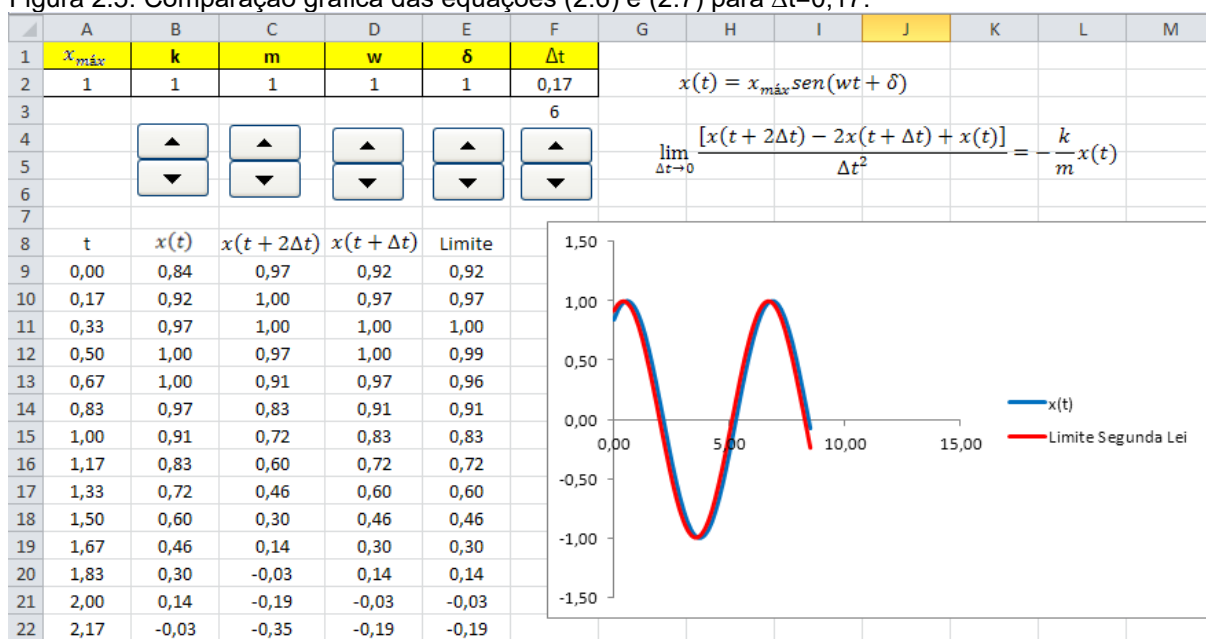 Figura 2.5. Comparação gráfica das equações (2.6) e (2.7) para Δt=0,17.
A B C D E F G H I J K L M
1 x_máx k m w δ Δt
2 1 1 1 1 1 0,17 x(t) = x_máx sen(wt + δ)
3 6
4
5 lim Δt→0 [x(t + 2Δt) − 2x(t + Δt) + x(t)] / Δt² = − k/m x(t)
6
7
8 t x(t) x(t + 2Δt) x(t + Δt) Limite
9 0,00 0,84 0,97 0,92 0,92
10 0,17 0,92 1,00 0,97 0,97
11 0,33 0,97 1,00 1,00 1,00
12 0,50 1,00 0,97 1,00 0,99
13 0,67 1,00 0,91 0,97 0,96
14 0,83 0,97 0,83 0,91 0,91
15 1,00 0,91 0,72 0,83 0,83
16 1,17 0,83 0,60 0,72 0,72
17 1,33 0,72 0,46 0,60 0,60
18 1,50 0,60 0,30 0,46 0,46
19 1,67 0,46 0,14 0,30 0,30
20 1,83 0,30 -0,03 0,14 0,14
21 2,00 0,14 -0,19 -0,03 -0,03
22 2,17 -0,03 -0,35 -0,19 -0,19
1,50
1,00
0,50
0,00
-0,50
-1,00
-1,50
0,00 5,00 10,00 15,00
x(t)
Limite Segunda Lei